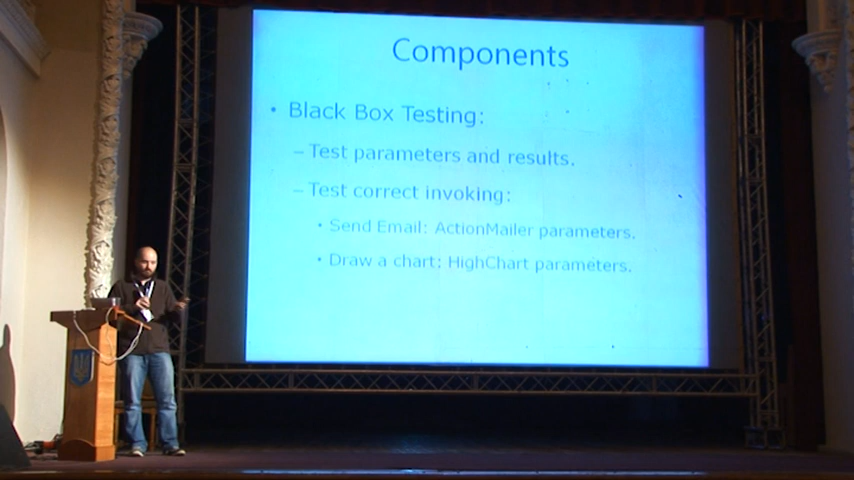 Components
• Black Box Testing:
– Test parameters and results.
– Test correct invoking:
• Send Email: ActionMailer parameters.
• Draw a chart: HighChart parameters.